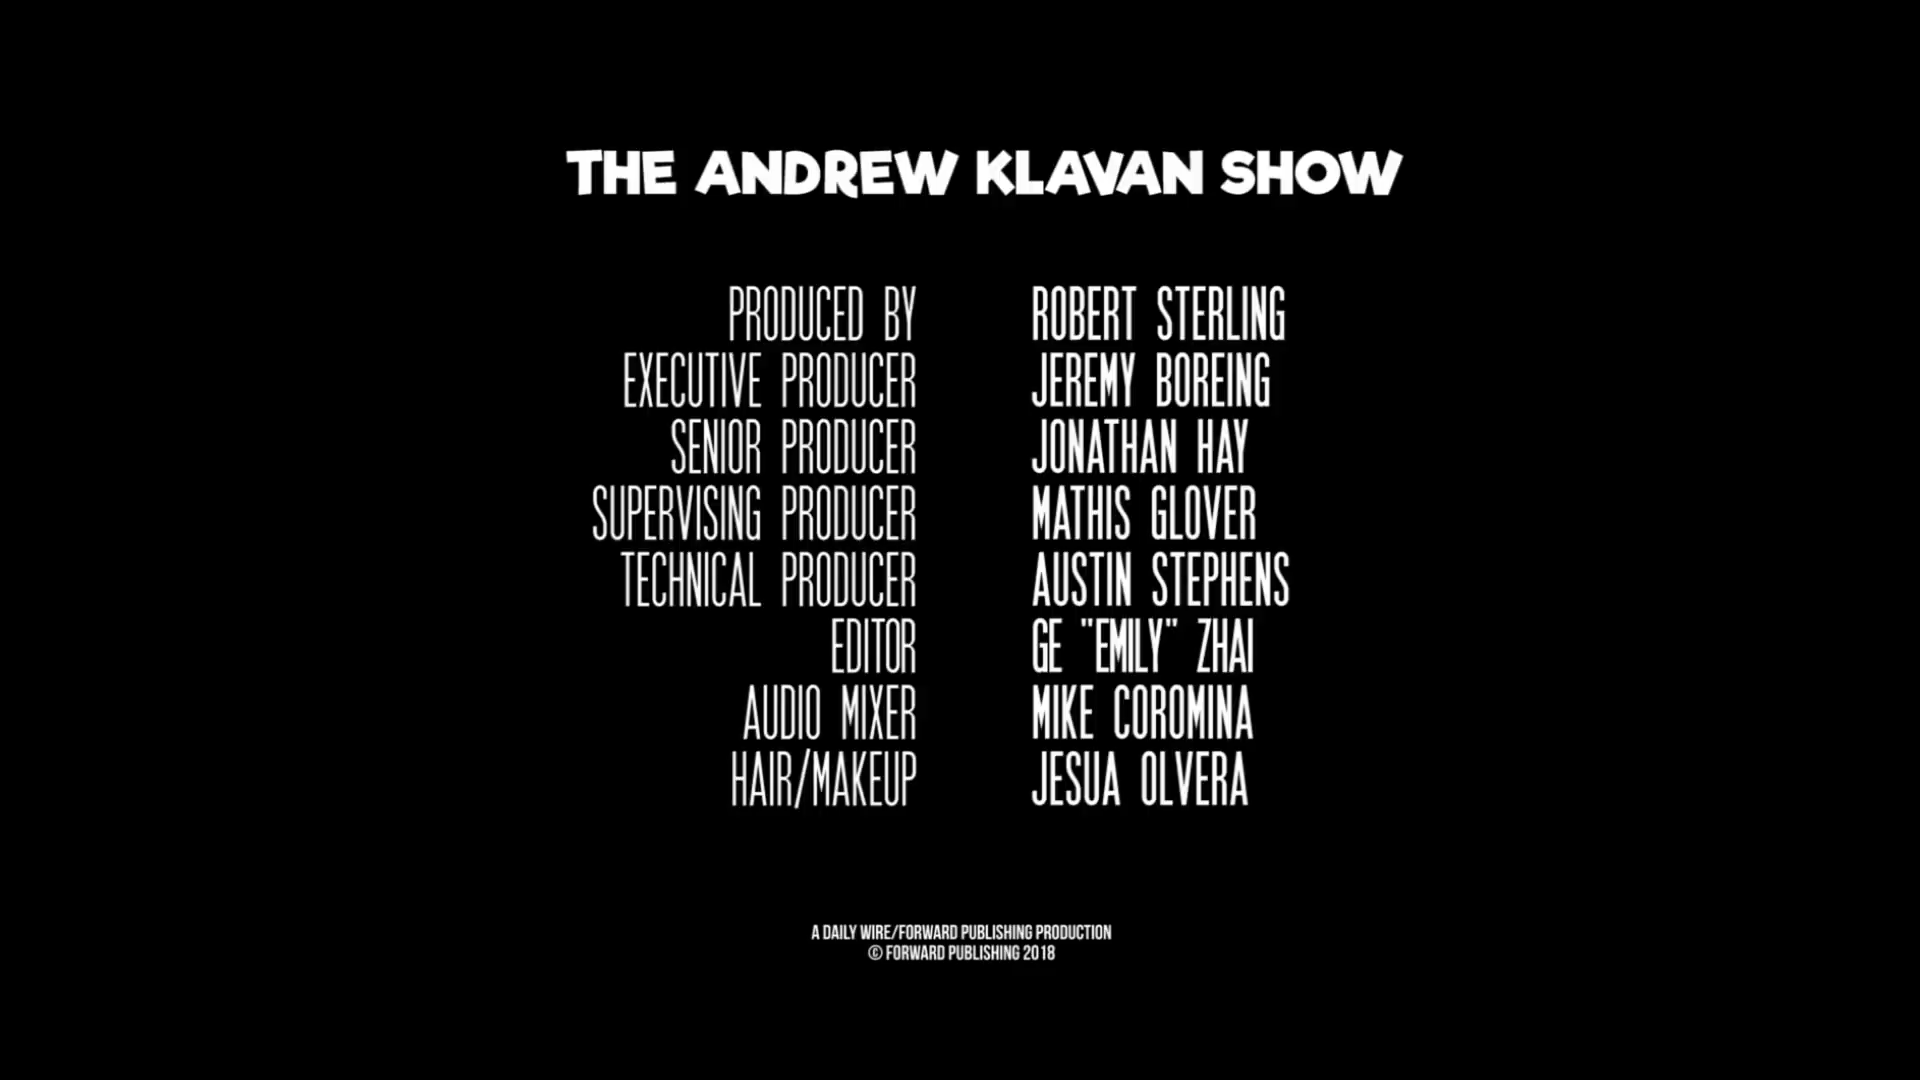 THE ANDREW KLAVAN SHOW
PRODUCED BY ROBERT STERLING
EXECUTIVE PRODUCER JEREMY BOREING
SENIOR PRODUCER JONATHAN HAY
SUPERVISING PRODUCER MATHIS GLOVER
TECHNICAL PRODUCER AUSTIN STEPHENS
EDITOR GE "EMILY" ZHAI
AUDIO MIXER MIKE COROMINA
HAIR/MAKEUP JESUA OLVERA
A DAILY WIRE/FORWARD PUBLISHING PRODUCTION
© FORWARD PUBLISHING 2018